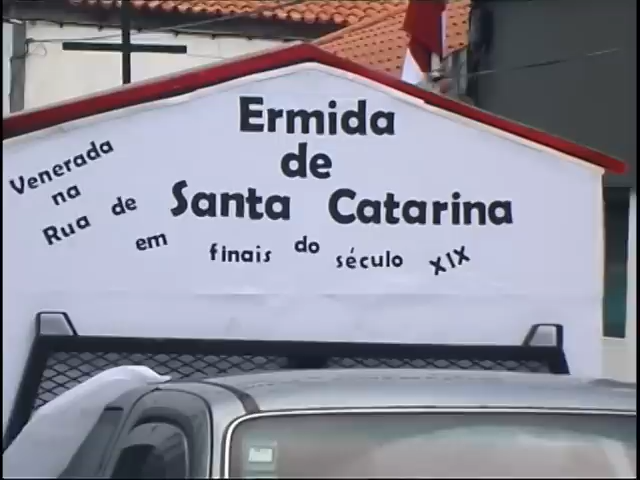 Ermida
de
Santa Catarina
Venerada
na
Rua de
em finais do século XIX